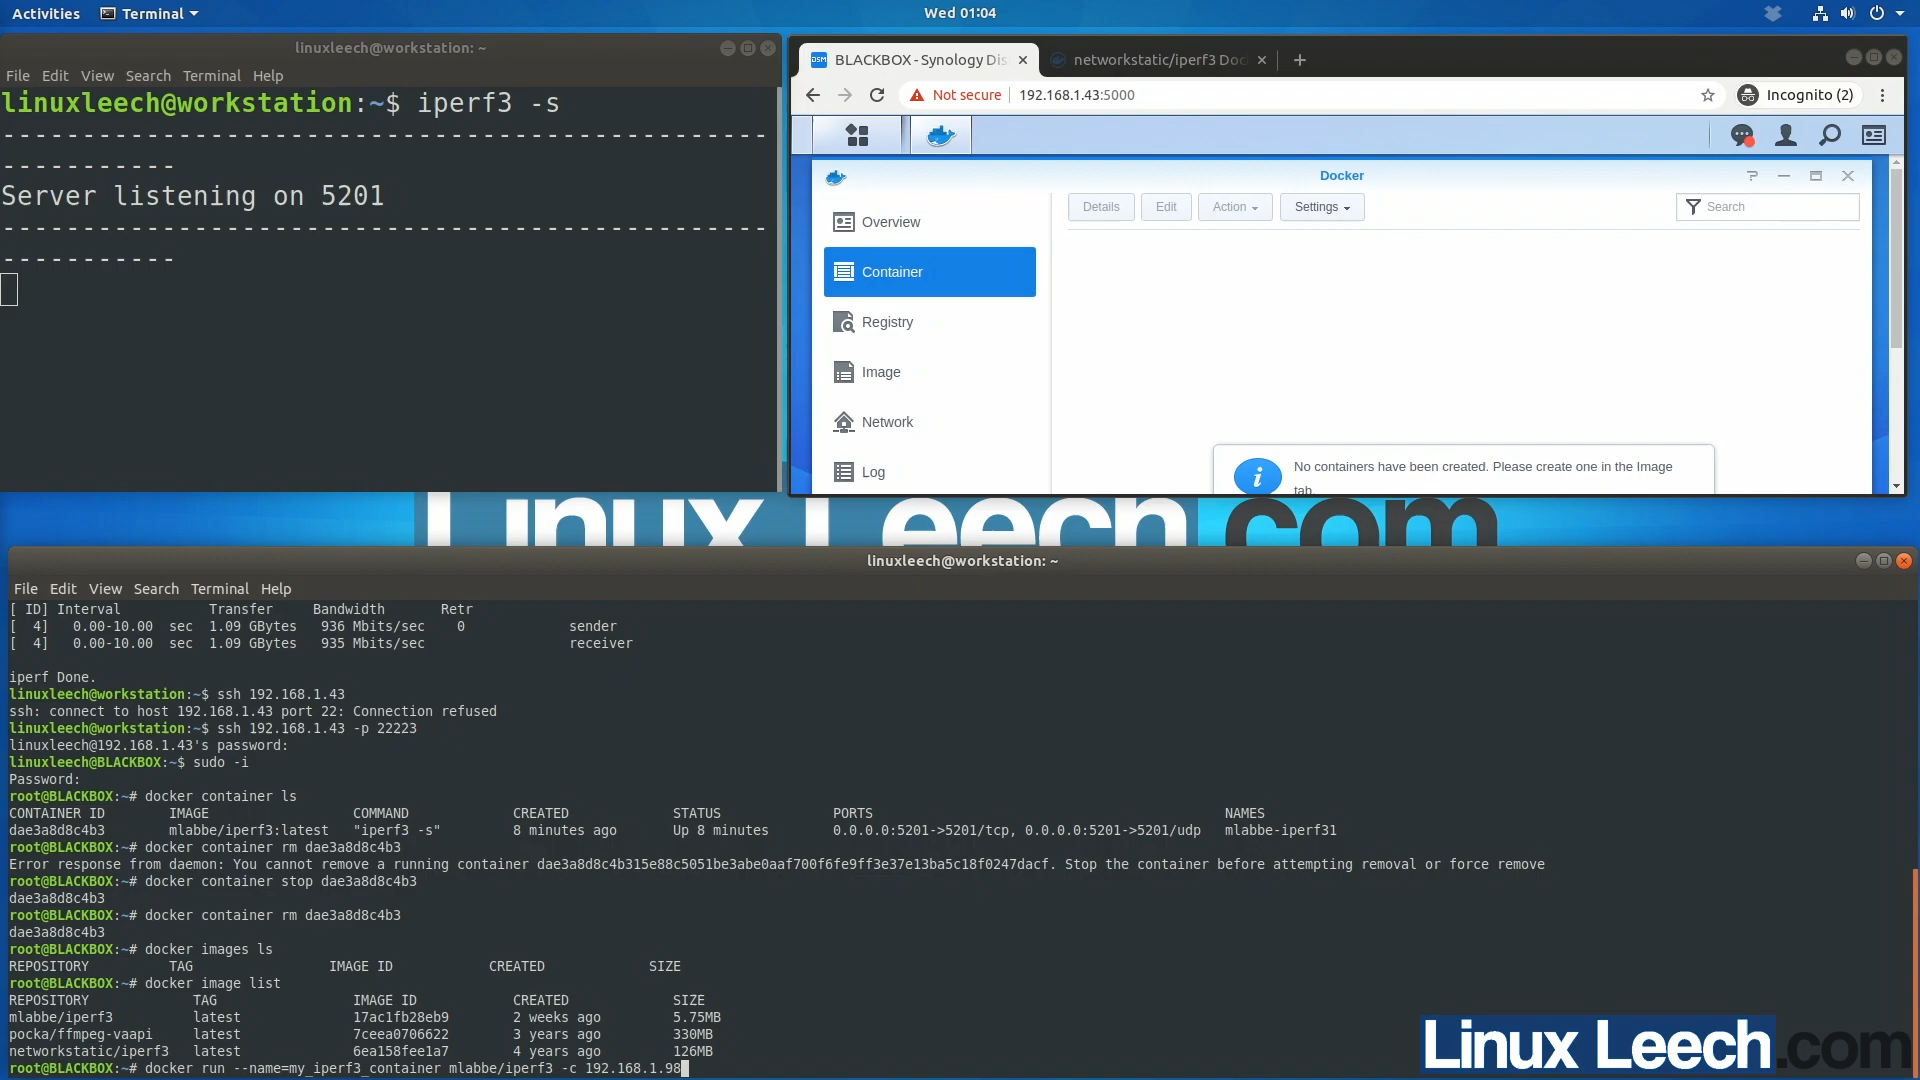 Activities Terminal Wed 01:04
linuxleech@workstation: ~
File Edit View Search Terminal Help
linuxleech@workstation:~$ iperf3 -s
-----------------------------------------------
-----------
Server listening on 5201
-----------------------------------------------
-----------
BLACKBOX - Synology Dis networkstatic/iperf3 Doc
Not secure 192.168.1.43:5000 Incognito (2)
Docker
Details Edit Action Settings Search
Overview
Container
Registry
Image
Network
Log
No containers have been created. Please create one in the Image
tab.
Linux Leech.com
linuxleech@workstation: ~
File Edit View Search Terminal Help
[ ID] Interval Transfer Bandwidth Retr
[ 4] 0.00-10.00 sec 1.09 GBytes 936 Mbits/sec 0 sender
[ 4] 0.00-10.00 sec 1.09 GBytes 935 Mbits/sec receiver
iperf Done.
linuxleech@workstation:~$ ssh 192.168.1.43
ssh: connect to host 192.168.1.43 port 22: Connection refused
linuxleech@workstation:~$ ssh 192.168.1.43 -p 22223
linuxleech@192.168.1.43's password:
linuxleech@BLACKBOX:~$ sudo -i
Password:
root@BLACKBOX:~# docker container ls
CONTAINER ID IMAGE COMMAND CREATED STATUS PORTS NAMES
dae3a8d8c4b3 mlabbe/iperf3:latest "iperf3 -s" 8 minutes ago Up 8 minutes 0.0.0.0:5201->5201/tcp, 0.0.0.0:5201->5201/udp mlabbe-iperf31
root@BLACKBOX:~# docker container rm dae3a8d8c4b3
Error response from daemon: You cannot remove a running container dae3a8d8c4b315e88c5051be3abe0aaf700f6fe9ff3e37e13ba5c18f0247dacf. Stop the container before attempting removal or force remove
root@BLACKBOX:~# docker container stop dae3a8d8c4b3
dae3a8d8c4b3
root@BLACKBOX:~# docker container rm dae3a8d8c4b3
dae3a8d8c4b3
root@BLACKBOX:~# docker images ls
REPOSITORY TAG IMAGE ID CREATED SIZE
root@BLACKBOX:~# docker image list
REPOSITORY TAG IMAGE ID CREATED SIZE
mlabbe/iperf3 latest 17ac1fb28eb9 2 weeks ago 5.75MB
pocka/ffmpeg-vaapi latest 7ceea0706622 3 years ago 330MB
networkstatic/iperf3 latest 6ea158fee1a7 4 years ago 126MB
root@BLACKBOX:~# docker run --name=my_iperf3_container mlabbe/iperf3 -c 192.168.1.98
Linux Leech.com